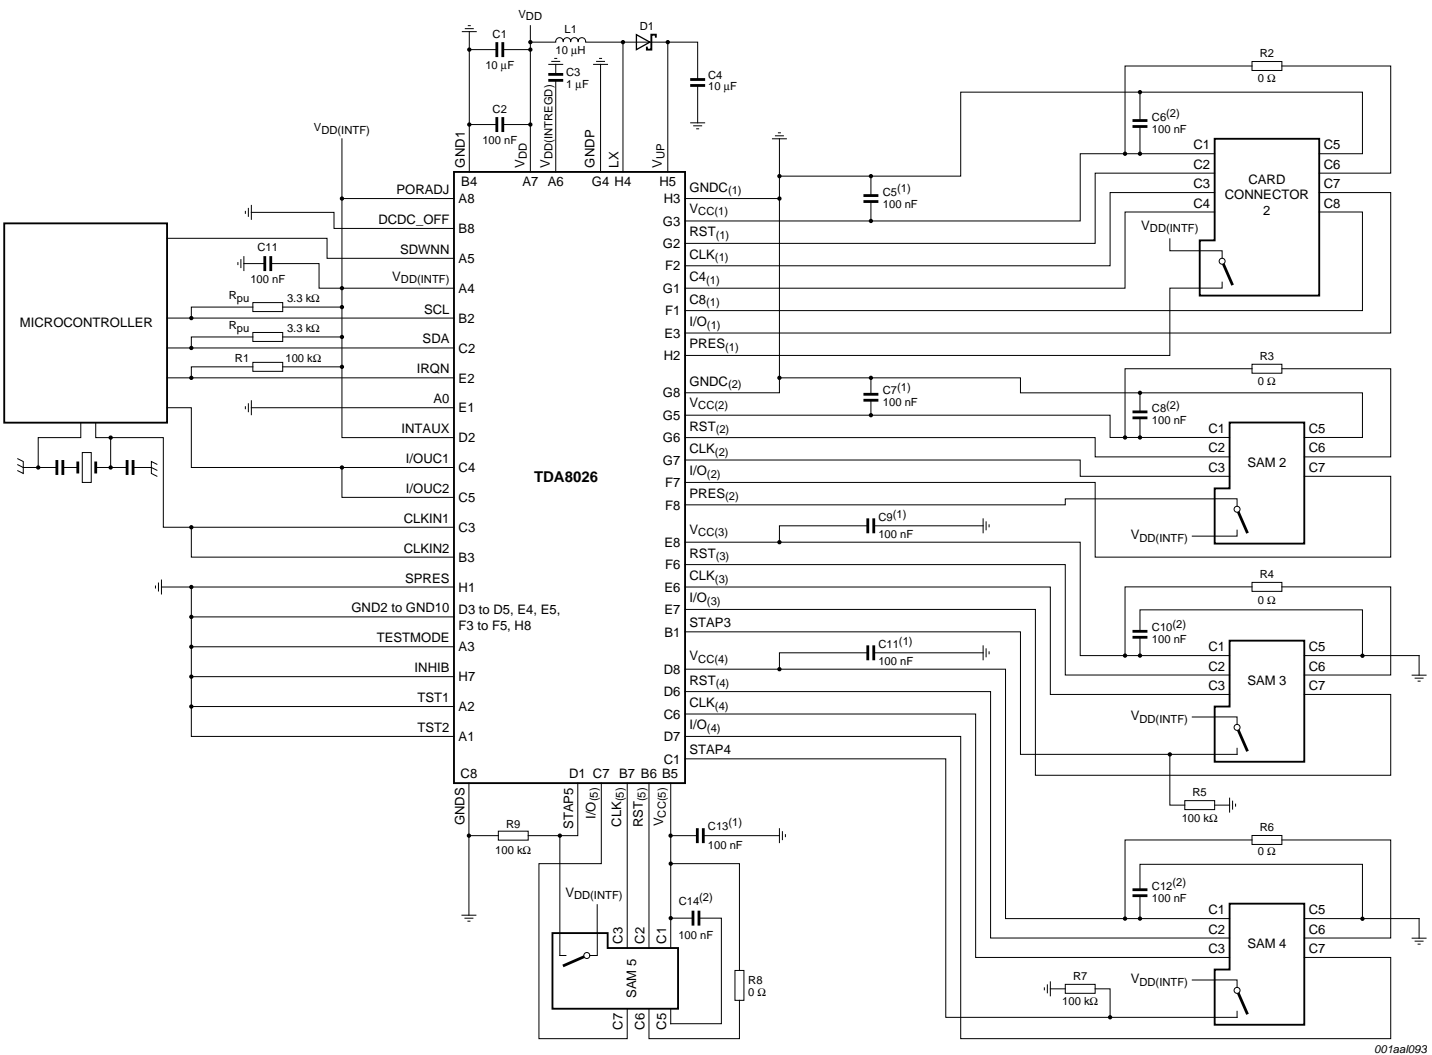 VDD
C1
10 μF
L1
10 μH
D1
C3
1 μF
C4
10 μF
C2
100 nF
GND1
VDD
VDD(INTREGD)
GNDP
LX
VUP
B4
A7
A6
G4
H4
H5
VDD(INTF)
MICROCONTROLLER
PORADJ
A8
DCDC_OFF
B8
SDWNN
A5
C11
100 nF
VDD(INTF)
A4
Rpu
3.3 kΩ
SCL
B2
Rpu
3.3 kΩ
SDA
C2
R1
100 kΩ
IRQN
E2
A0
E1
INTAUX
D2
I/OUC1
C4
I/OUC2
C5
CLKIN1
C3
CLKIN2
B3
SPRES
H1
GND2 to GND10
D3 to D5, E4, E5,
F3 to F5, H8
TESTMODE
A3
INHIB
H7
TST1
A2
TST2
A1
TDA8026
H3
GNDC(1)
G3
VCC(1)
G2
RST(1)
F2
CLK(1)
G1
C4(1)
F1
C8(1)
E3
I/O(1)
H2
PRES(1)
G8
GNDC(2)
G5
VCC(2)
G6
RST(2)
G7
CLK(2)
F7
I/O(2)
F8
PRES(2)
E8
VCC(3)
F6
RST(3)
E6
CLK(3)
E7
I/O(3)
B1
STAP3
D8
VCC(4)
D6
RST(4)
C6
CLK(4)
D7
I/O(4)
C1
STAP4
C5(1)
100 nF
C7(1)
100 nF
C9(1)
100 nF
C11(1)
100 nF
R2
0 Ω
C6(2)
100 nF
C1
C2
C3
C4
CARD
CONNECTOR
2
C5
C6
C7
C8
VDD(INTF)
R3
0 Ω
C8(2)
100 nF
C1
C2
C3
SAM 2
C5
C6
C7
VDD(INTF)
R4
0 Ω
C10(2)
100 nF
C1
C2
C3
SAM 3
C5
C6
C7
VDD(INTF)
R5
100 kΩ
R6
0 Ω
C12(2)
100 nF
C1
C2
C3
SAM 4
C5
C6
C7
VDD(INTF)
R7
100 kΩ
C8
D1
C7
B7
B6
B5
GNDS
STAP5
I/O(5)
CLK(5)
RST(5)
VCC(5)
R9
100 kΩ
C13(1)
100 nF
VDD(INTF)
C14(2)
100 nF
C3
C2
C1
SAM 5
C7
C6
C5
R8
0 Ω
001aal093